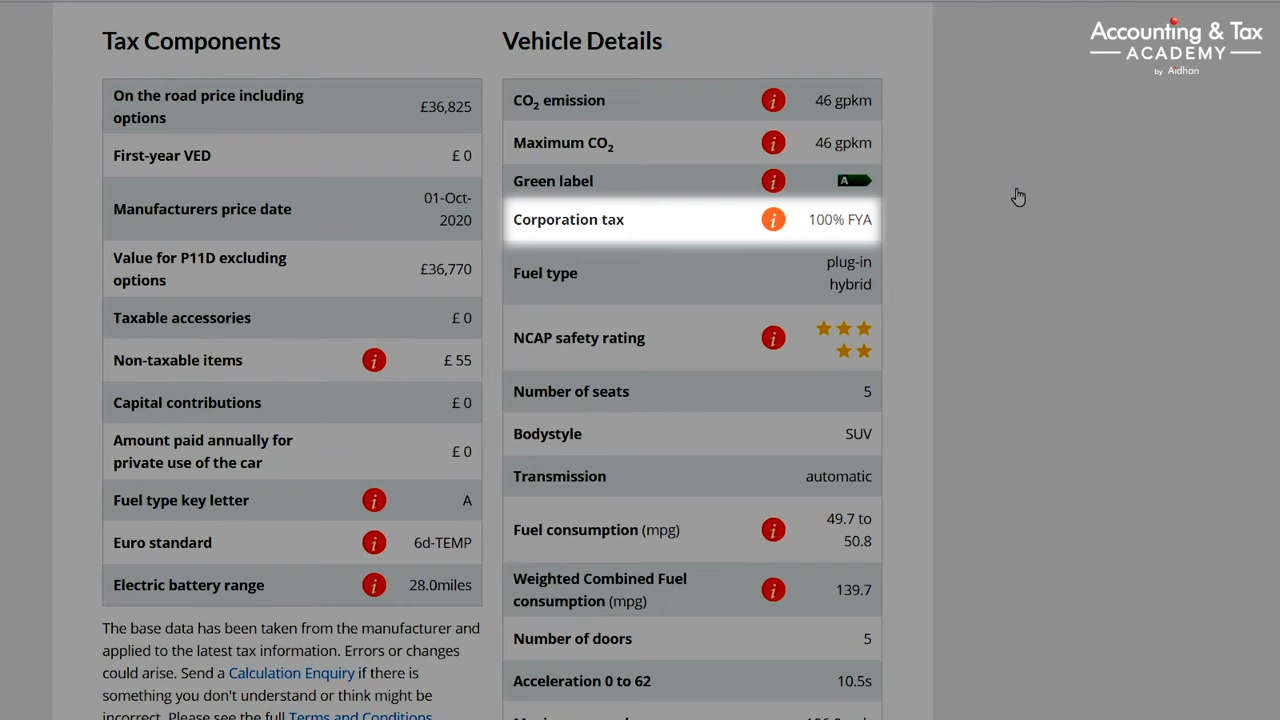 Accounting & Tax
ACADEMY
by Aidhan
Tax Components
On the road price including
options
£36,825
First-year VED
£ 0
Manufacturers price date
01-Oct-
2020
Value for P11D excluding
options
£36,770
Taxable accessories
£ 0
Non-taxable items
i
£ 55
Capital contributions
£ 0
Amount paid annually for
private use of the car
£ 0
Fuel type key letter
i
A
Euro standard
i
6d-TEMP
Electric battery range
i
28.0miles
The base data has been taken from the manufacturer and
applied to the latest tax information. Errors or changes
could arise. Send a Calculation Enquiry if there is
something you don't understand or think might be
incorrect. Please see the full Terms and Conditions
Vehicle Details
CO2 emission
i
46 gpkm
Maximum CO2
i
46 gpkm
Green label
i
A
Corporation tax
i
100% FYA
Fuel type
plug-in
hybrid
NCAP safety rating
i
Number of seats
5
Bodystyle
SUV
Transmission
automatic
Fuel consumption (mpg)
i
49.7 to
50.8
Weighted Combined Fuel
consumption (mpg)
i
139.7
Number of doors
5
Acceleration 0 to 62
10.5s